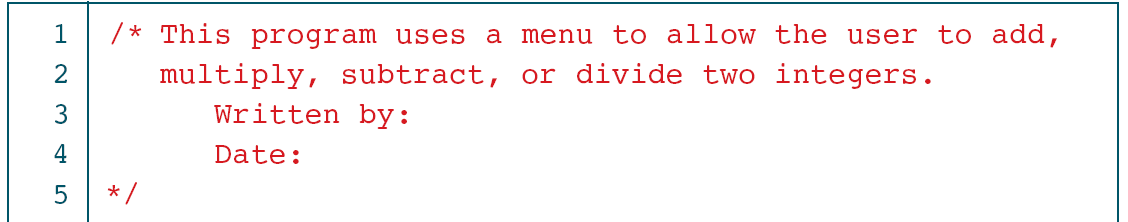 1 /* This program uses a menu to allow the user to add,
2 multiply, subtract, or divide two integers.
3 Written by:
4 Date:
5 */